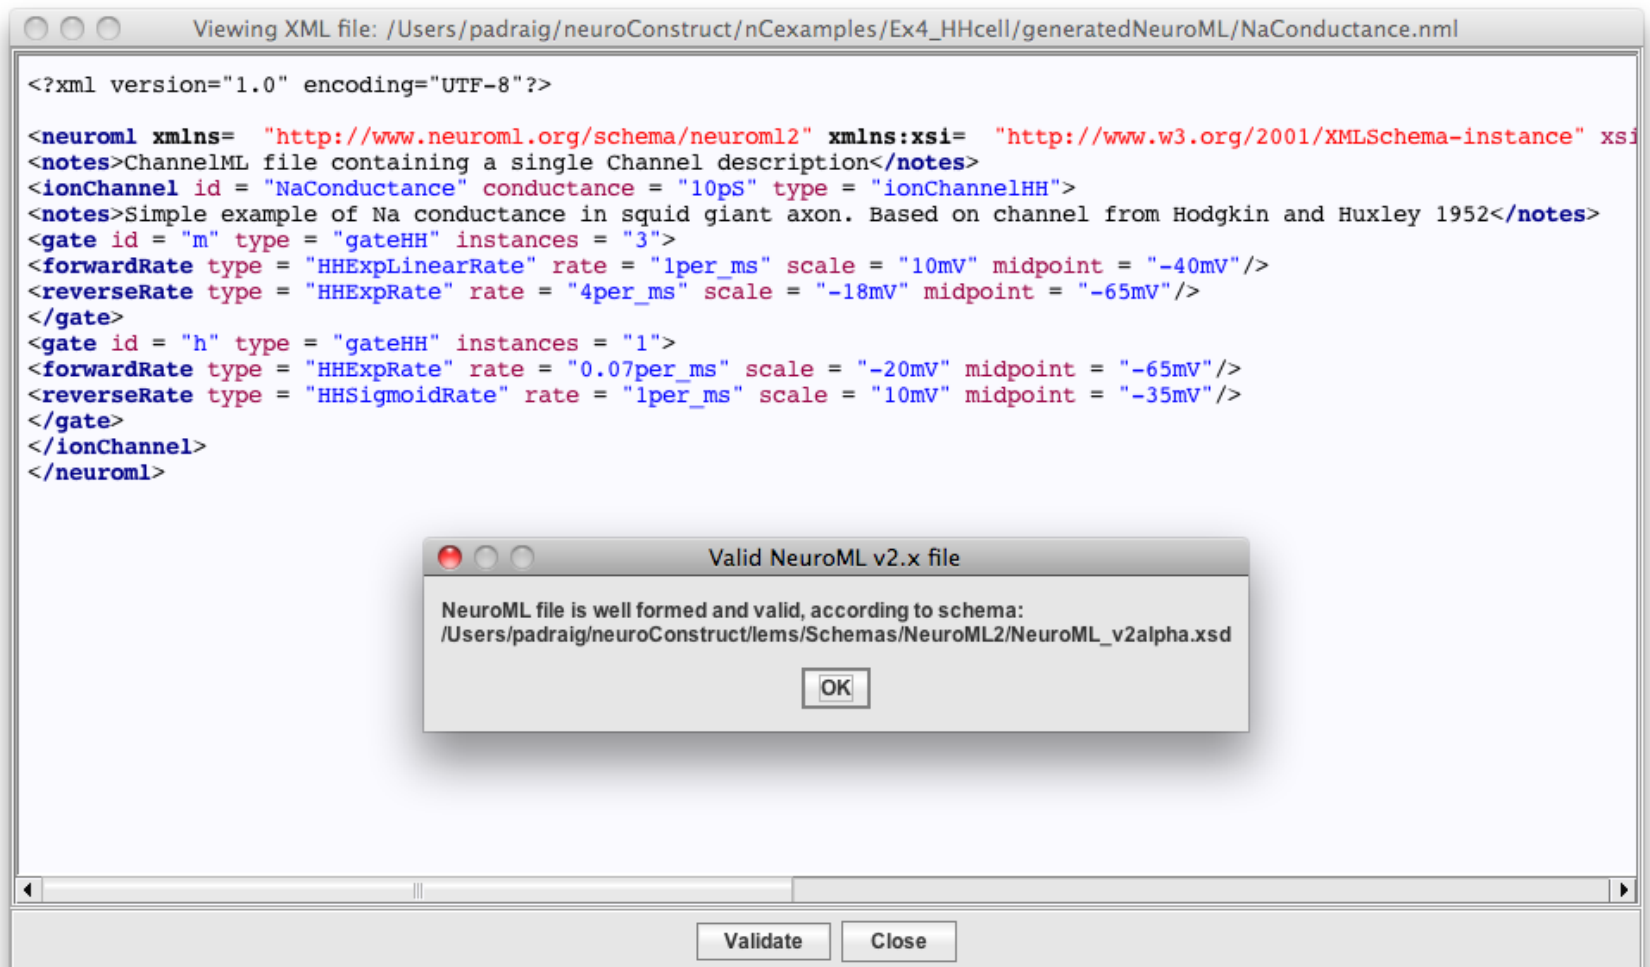 Viewing XML file: /Users/padraig/neuroConstruct/nCexamples/Ex4_HHcell/generatedNeuroML/NaConductance.nml
<?xml version="1.0" encoding="UTF-8"?>
<neuroml xmlns=  "http://www.neuroml.org/schema/neuroml2" xmlns:xsi=  "http://www.w3.org/2001/XMLSchema-instance" xsi
<notes>ChannelML file containing a single Channel description</notes>
<ionChannel id = "NaConductance" conductance = "10pS" type = "ionChannelHH">
<notes>Simple example of Na conductance in squid giant axon. Based on channel from Hodgkin and Huxley 1952</notes>
<gate id = "m" type = "gateHH" instances = "3">
<forwardRate type = "HHExpLinearRate" rate = "1per_ms" scale = "10mV" midpoint = "-40mV"/>
<reverseRate type = "HHExpRate" rate = "4per_ms" scale = "-18mV" midpoint = "-65mV"/>
</gate>
<gate id = "h" type = "gateHH" instances = "1">
<forwardRate type = "HHExpRate" rate = "0.07per_ms" scale = "-20mV" midpoint = "-65mV"/>
<reverseRate type = "HHSigmoidRate" rate = "1per_ms" scale = "10mV" midpoint = "-35mV"/>
</gate>
</ionChannel>
</neuroml>
Valid NeuroML v2.x file
NeuroML file is well formed and valid, according to schema:
/Users/padraig/neuroConstruct/lems/Schemas/NeuroML2/NeuroML_v2alpha.xsd
OK
Validate
Close